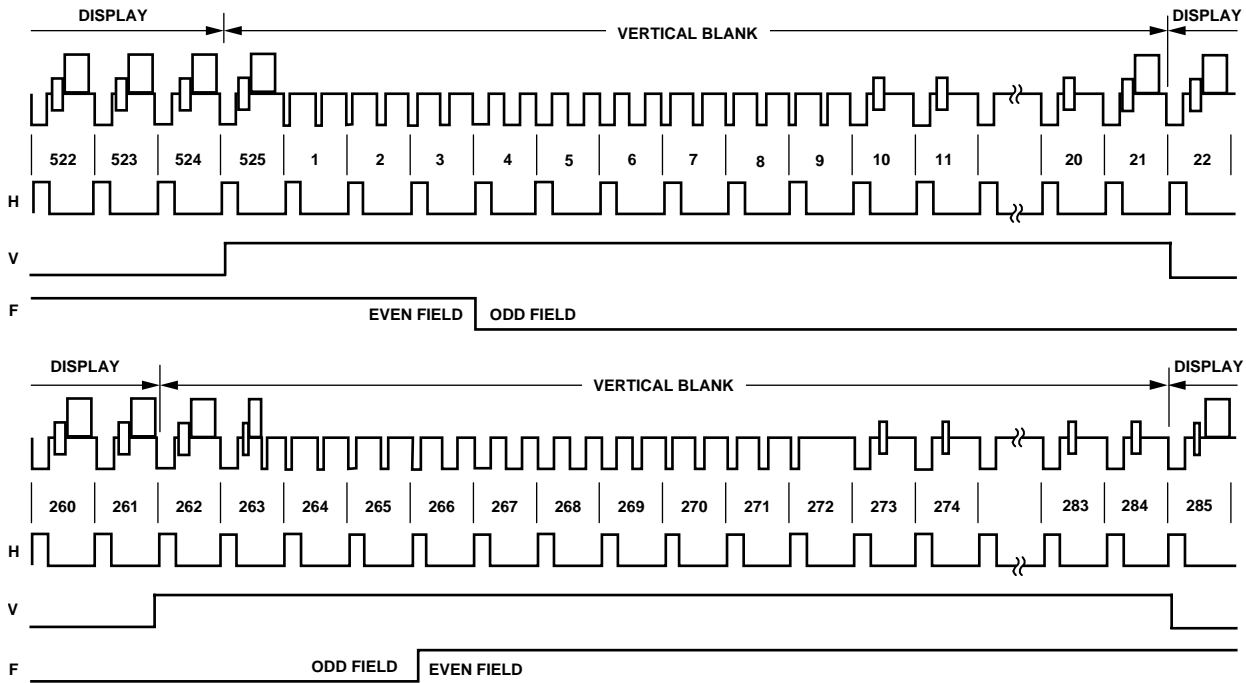 DISPLAY VERTICAL BLANK DISPLAY
522 523 524 525 1 2 3 4 5 6 7 8 9 10 11 20 21 22
H
V
F
EVEN FIELD ODD FIELD
DISPLAY VERTICAL BLANK DISPLAY
260 261 262 263 264 265 266 267 268 269 270 271 272 273 274 283 284 285
H
V
F
ODD FIELD EVEN FIELD